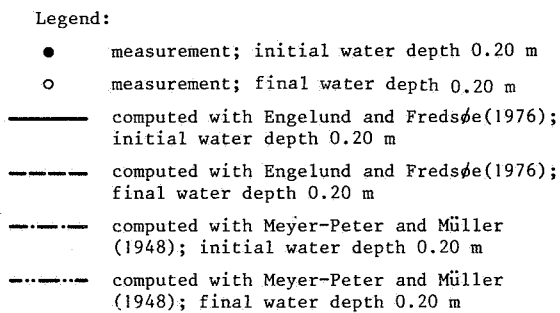 Legend:
measurement; initial water depth 0.20 m
measurement; final water depth 0.20 m
computed with Engelund and Fredsøe(1976);
initial water depth 0.20 m
computed with Engelund and Fredsøe(1976);
final water depth 0.20 m
computed with Meyer-Peter and Müller
(1948); initial water depth 0.20 m
computed with Meyer-Peter and Müller
(1948); final water depth 0.20 m